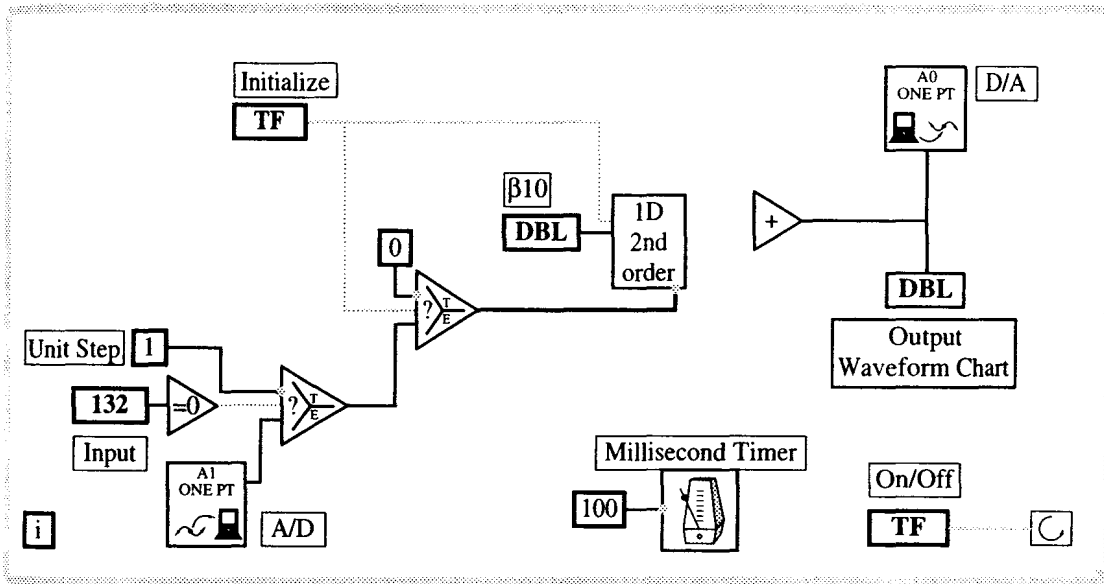 Initialize
TF
A0
ONE PT
D/A
β10
DBL
1D
2nd
order
+
0
? T
E
DBL
Output
Waveform Chart
Unit Step
1
132
=0
? T
E
Input
A1
ONE PT
A/D
Millisecond Timer
100
On/Off
TF
i